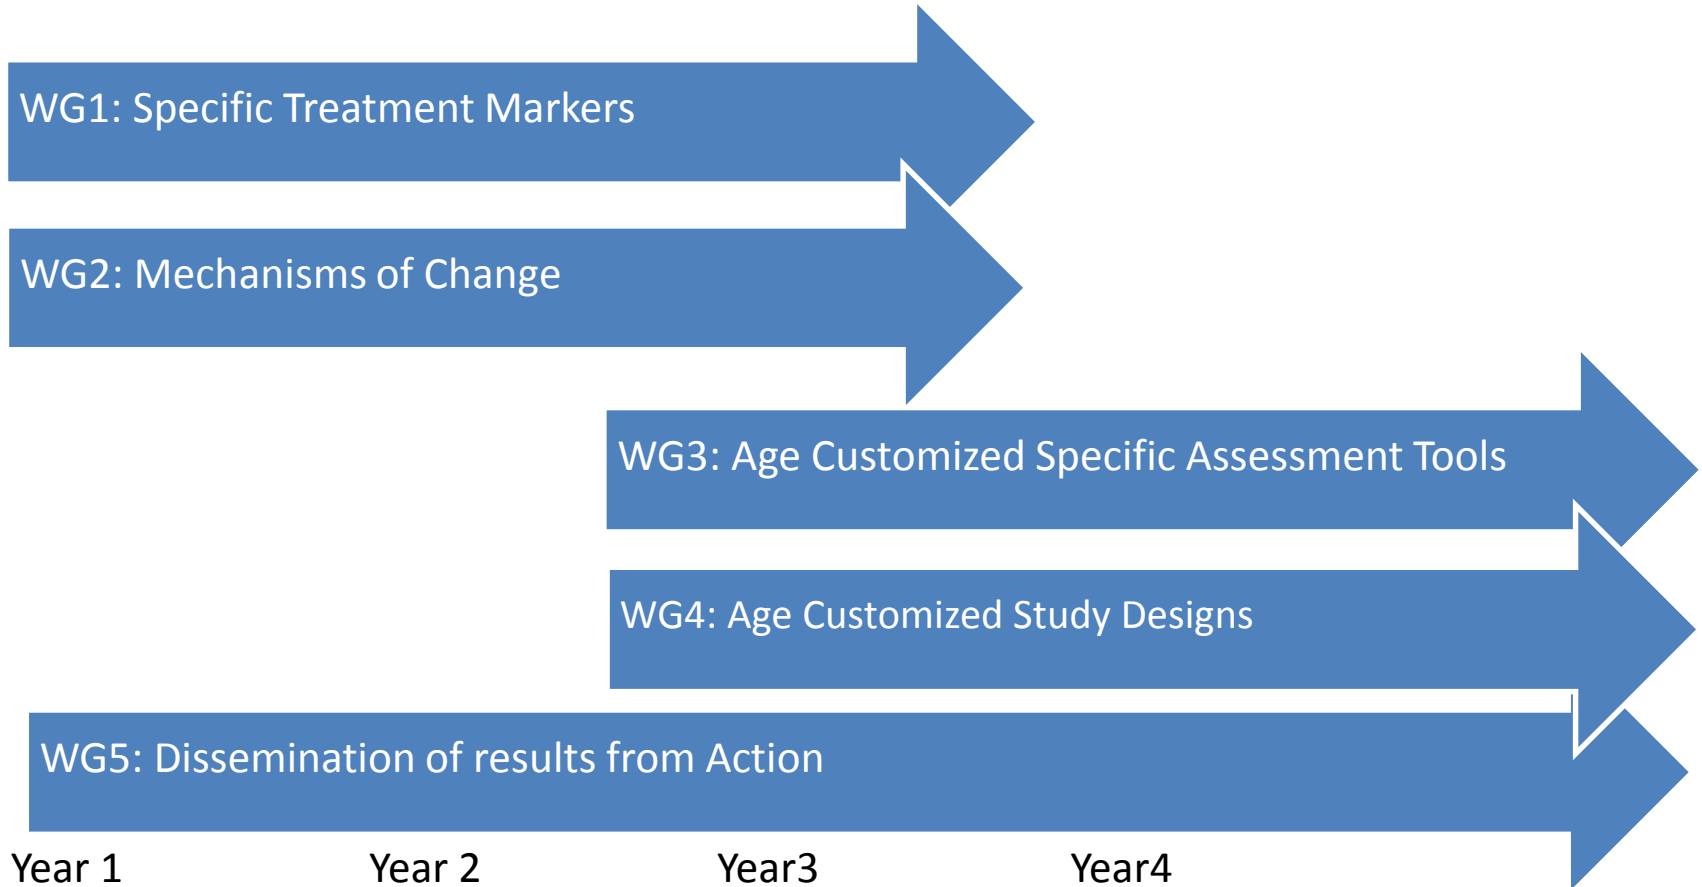 WG1: Specific Treatment Markers
WG2: Mechanisms of Change
WG3: Age Customized Specific Assessment Tools
WG4: Age Customized Study Designs
WG5: Dissemination of results from Action
Year 1 Year 2 Year3 Year4